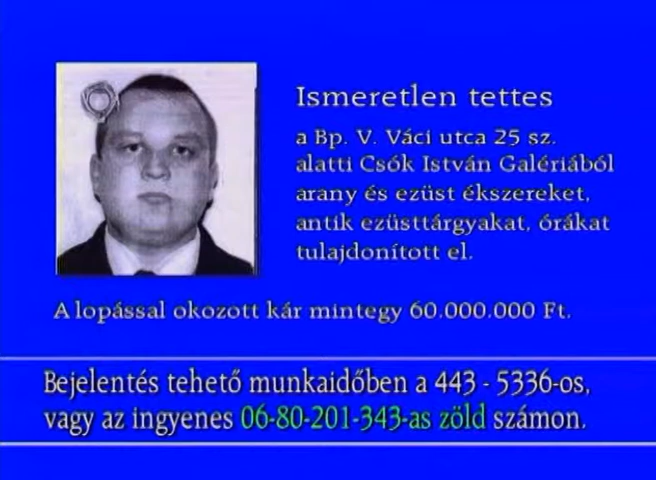 Ismeretlen tettes
a Bp. V. Váci utca 25 sz.
alatti Csók István Galériából
arany és ezüst ékszereket,
antik ezüsttárgyakat, órákat
tulajdonított el.
A lopással okozott kár mintegy 60.000.000 Ft.
Bejelentés tehető munkaidőben a 443 - 5336-os,
vagy az ingyenes 06-80-201-343-as zöld számon.